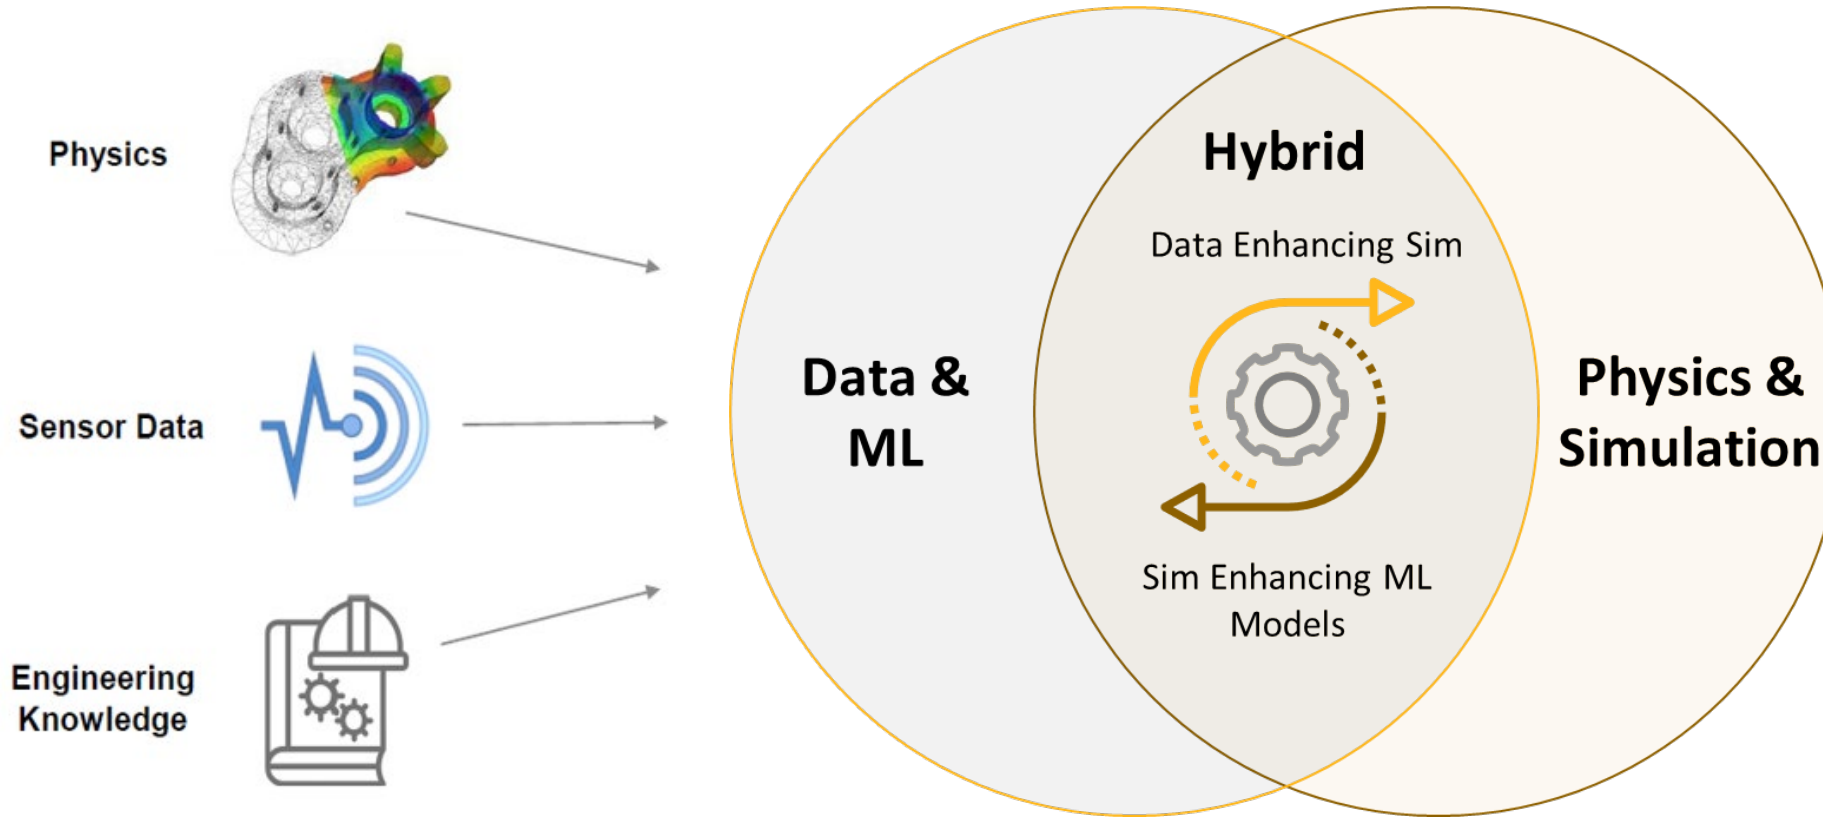 Physics
Sensor Data
Engineering
Knowledge
Data &
ML
Hybrid
Data Enhancing Sim
Sim Enhancing ML
Models
Physics &
Simulation